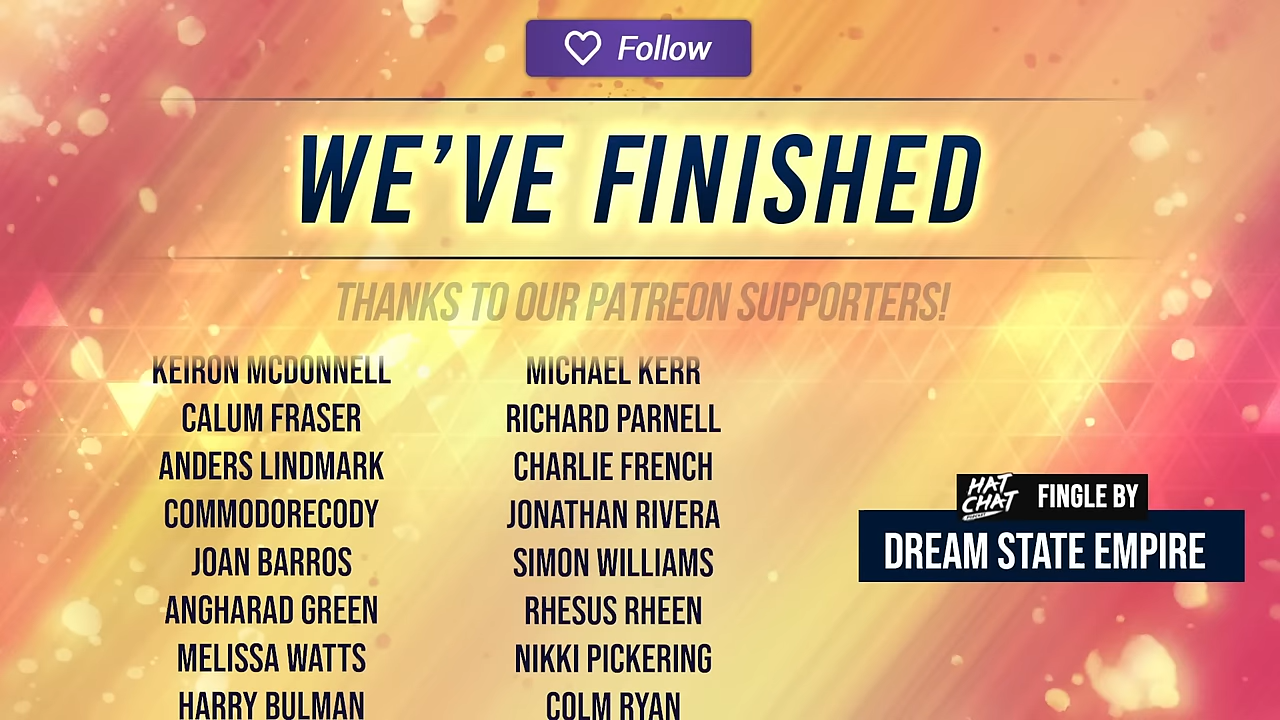 Follow
WE'VE FINISHED
THANKS TO OUR PATREON SUPPORTERS!
KEIRON MCDONNELL
CALUM FRASER
ANDERS LINDMARK
COMMODORECODY
JOAN BARROS
ANGHARAD GREEN
MELISSA WATTS
HARRY BULMAN
MICHAEL KERR
RICHARD PARNELL
CHARLIE FRENCH
JONATHAN RIVERA
SIMON WILLIAMS
RHESUS RHEEN
NIKKI PICKERING
COLM RYAN
HAT
CHAT
FINGLE BY
DREAM STATE EMPIRE